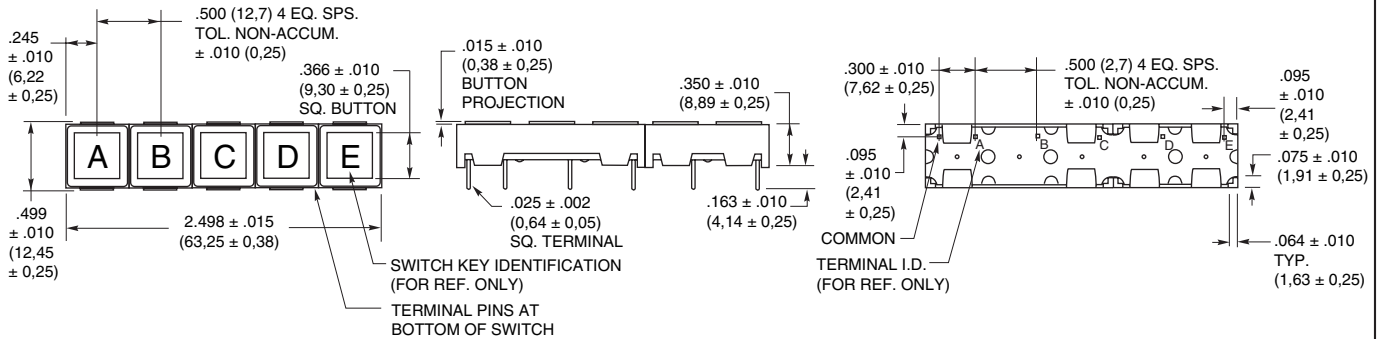 .500 (12,7) 4 EQ. SPS.
TOL. NON-ACCUM.
± .010 (0,25)
.245
± .010
(6,22
± 0,25)
.366 ± .010
(9,30 ± 0,25)
SQ. BUTTON
A B C D E
.499
± .010
(12,45
± 0,25)
2.498 ± .015
(63,25 ± 0,38)
SWITCH KEY IDENTIFICATION
(FOR REF. ONLY)
TERMINAL PINS AT
BOTTOM OF SWITCH
.015 ± .010
(0,38 ± 0,25)
BUTTON
PROJECTION
.350 ± .010
(8,89 ± 0,25)
.025 ± .002
(0,64 ± 0,05)
SQ. TERMINAL
.163 ± .010
(4,14 ± 0,25)
.300 ± .010
(7,62 ± 0,25)
.500 (2,7) 4 EQ. SPS.
TOL. NON-ACCUM.
± .010 (0,25)
.095
± .010
(2,41
± 0,25)
A B C D E
.095
± .010
(2,41
± 0,25)
.075 ± .010
(1,91 ± 0,25)
COMMON
TERMINAL I.D.
(FOR REF. ONLY)
.064 ± .010
TYP.
(1,63 ± 0,25)